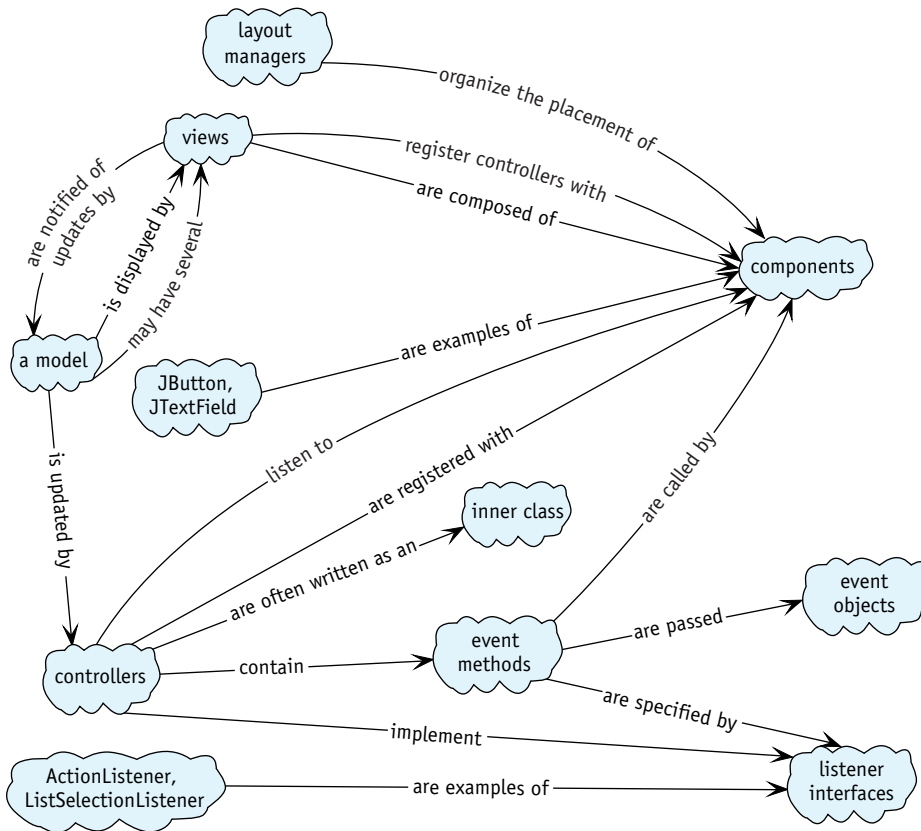 layout
managers
organize the placement of
views
register controllers with
are composed of
are notified of
updates by
is displayed by
may have several
components
a model
are examples of
JButton,
JTextField
is updated by
listen to
are registered with
are called by
inner class
are often written as an
event
objects
are passed
event
methods
controllers
contain
are specified by
implement
ActionListener,
ListSelectionListener
are examples of
listener
interfaces